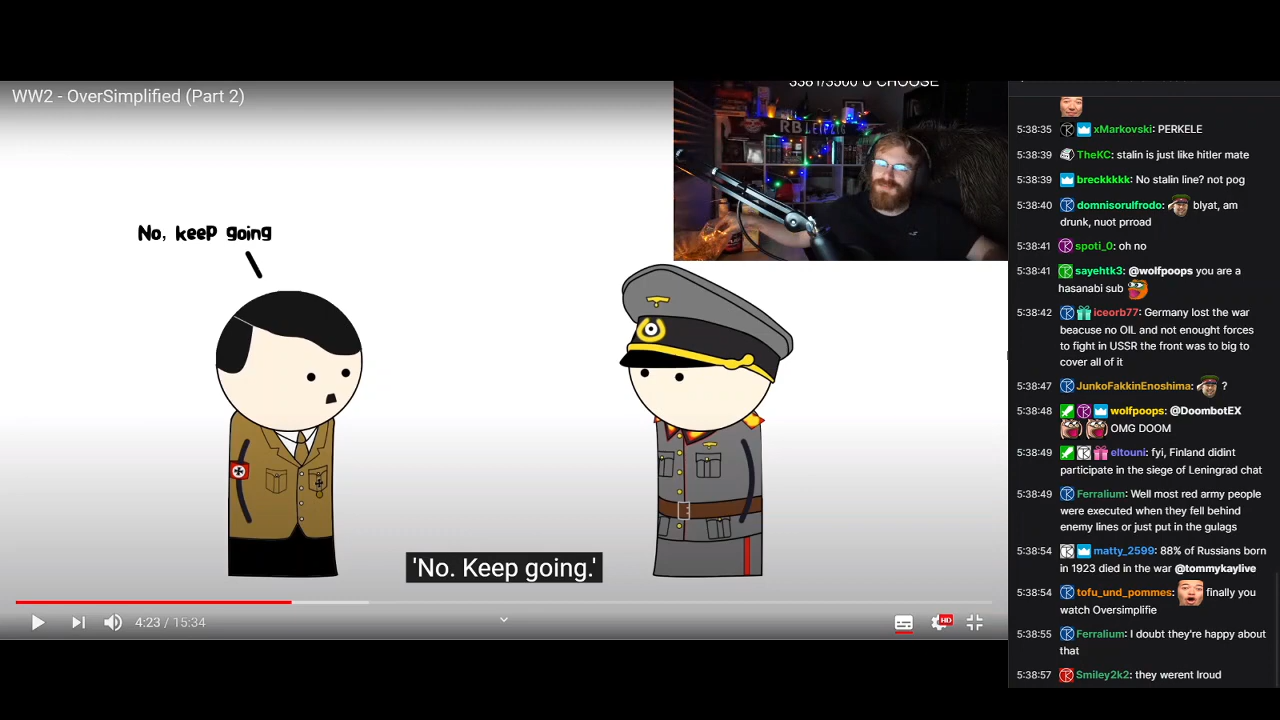 WW2 - OverSimplified (Part 2)
3381/3500 U CHOOSE
RB LEIPZIG
No, keep going
'No. Keep going.'
4:23 / 15:34
HD
5:38:35 xMarkovski: PERKELE
5:38:39 TheKC: stalin is just like hitler mate
5:38:39 breckkkkk: No stalin line? not pog
5:38:40 domnisorulfrodo: blyat, am
drunk, nuot prroad
5:38:41 spoti_0: oh no
5:38:41 sayehtk3: @wolfpoops you are a
hasanabi sub
5:38:42 iceorb77: Germany lost the war
beacuse no OIL and not enought forces
to fight in USSR the front was to big to
cover all of it
5:38:47 JunkoFakkinEnoshima: ?
5:38:48 wolfpoops: @DoombotEX
OMG DOOM
5:38:49 eltouni: fyi, Finland didint
participate in the siege of Leningrad chat
5:38:49 Ferralium: Well most red army people
were executed when they fell behind
enemy lines or just put in the gulags
5:38:54 matty_2599: 88% of Russians born
in 1923 died in the war @tommykaylive
5:38:54 tofu_und_pommes: finally you
watch Oversimplifie
5:38:55 Ferralium: I doubt they're happy about
that
5:38:57 Smiley2k2: they werent lroud